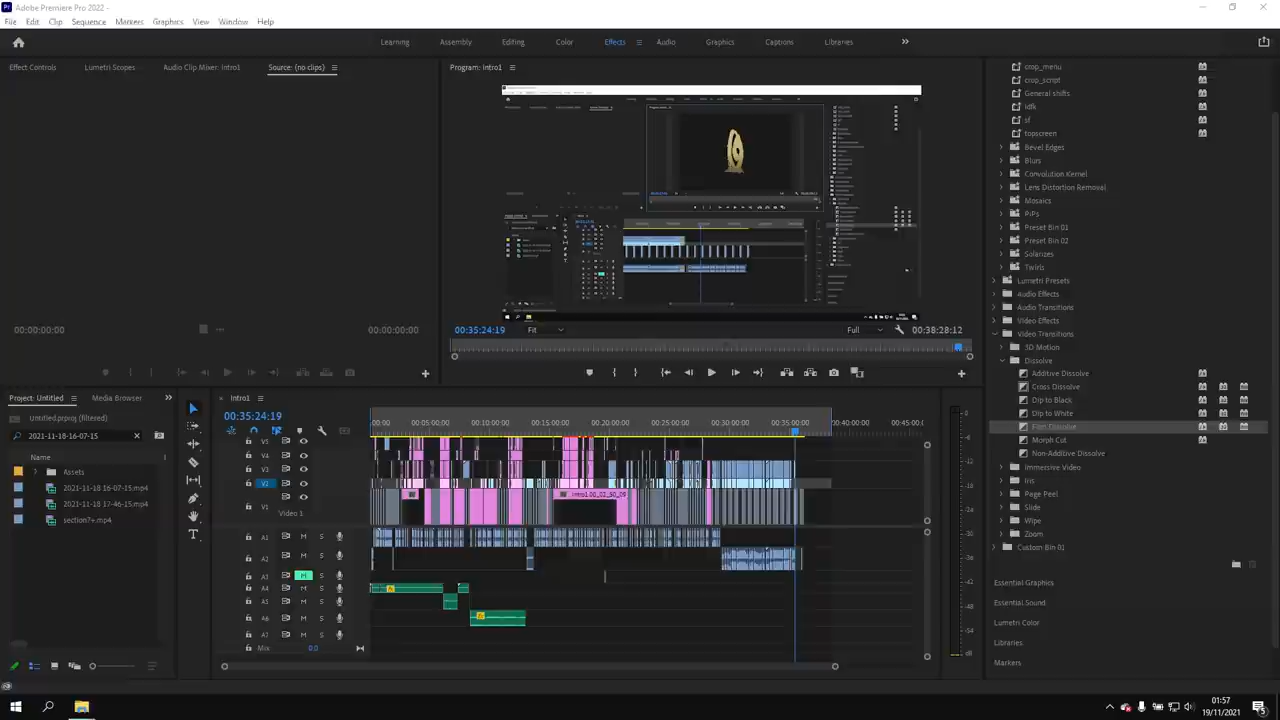 Adobe Premiere Pro 2022 -
File Edit Clip Sequence Markers Graphics View Window Help
Learning Assembly Editing Color Effects Audio Graphics Captions Libraries
Effect Controls Lumetri Scopes Audio Clip Mixer: Intro1 Source: (no clips)
Program: Intro1
00:00:00:00 00:00:00:00
00:35:24:19 Fit Full 00:38:28:12
crop_menu
crop_script
General shifts
idfk
sf
topscreen
Bevel Edges
Blurs
Convolution Kernel
Lens Distortion Removal
Mosaics
PiPs
Preset Bin 01
Preset Bin 02
Solarizes
Twirls
Lumetri Presets
Audio Effects
Audio Transitions
Video Effects
Video Transitions
3D Motion
Dissolve
Additive Dissolve
Cross Dissolve
Dip to Black
Dip to White
Film Dissolve
Morph Cut
Non-Additive Dissolve
Immersive Video
Iris
Page Peel
Slide
Wipe
Zoom
Custom Bin 01
Essential Graphics
Essential Sound
Lumetri Color
Libraries
Markers
Project: Untitled Media Browser
Untitled.prproj (filtered)
2021-11-18-16-07-15
Name
Assets
2021-11-18 16-07-15.mp4
2021-11-18 17-46-15.mp4
section7+.mp4
Intro1
00:35:24:19
:00:00 00:05:00:00 00:10:00:00 00:15:00:00 00:20:00:00 00:25:00:00 00:30:00:00 00:35:00:00 00:40:00:00 00:45:00:00
V5
V4
V3
V2
V1
Video 1
A1 M S
A2 M S
A3 M S
A4 M S
A5 M S
A6 M S
A7 M S
Mix 0.0
dB
01:57
19/11/2021